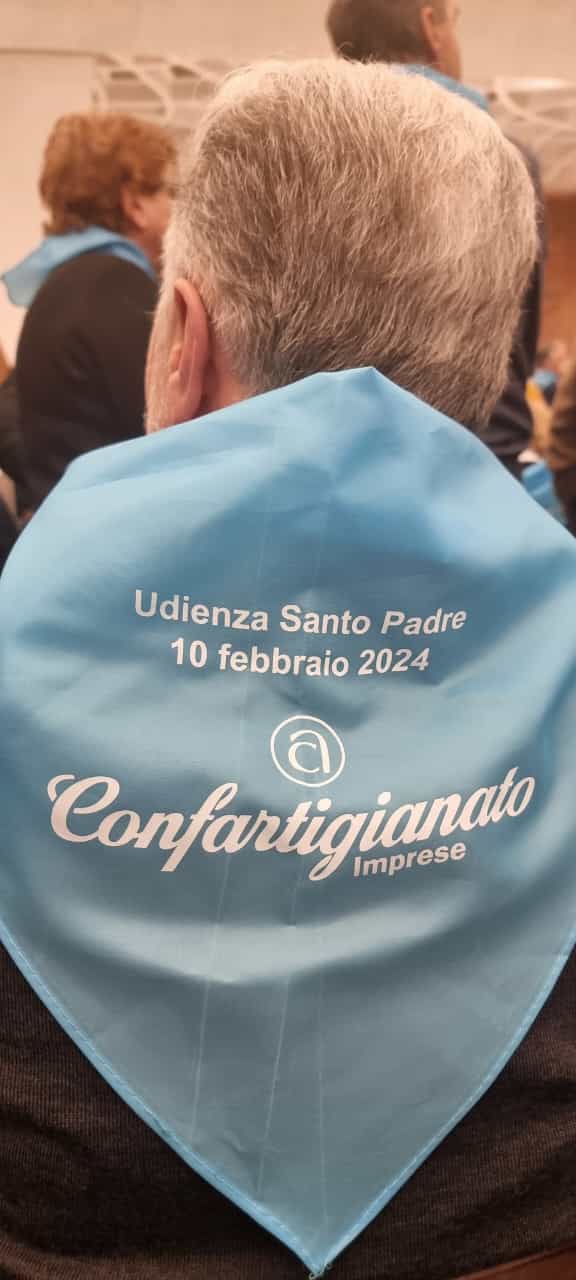 Udienza Santo Padre
10 febbraio 2024
a
Confartigianato
Imprese